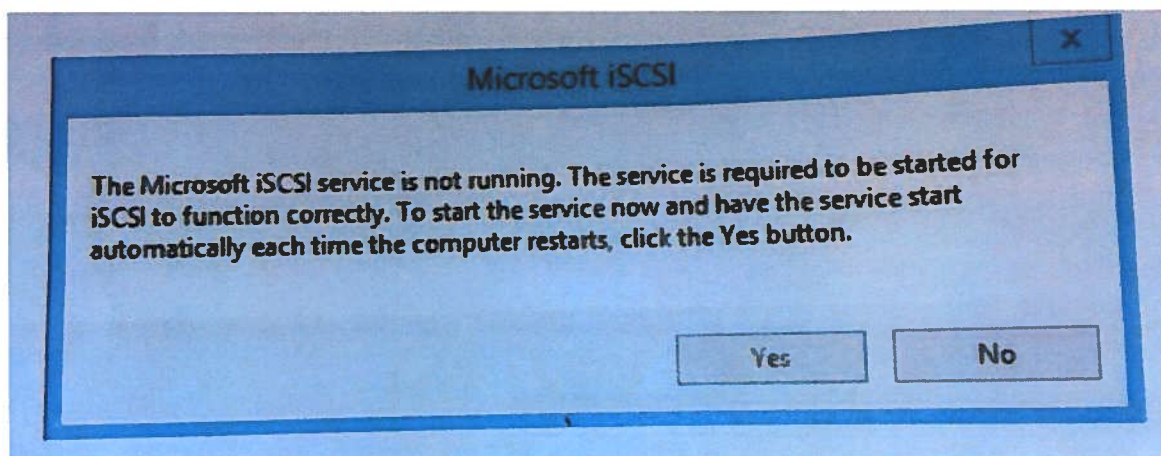 Microsoft iSCSI
X
The Microsoft iSCSI service is not running. The service is required to be started for
iSCSI to function correctly. To start the service now and have the service start
automatically each time the computer restarts, click the Yes button.
Yes
No